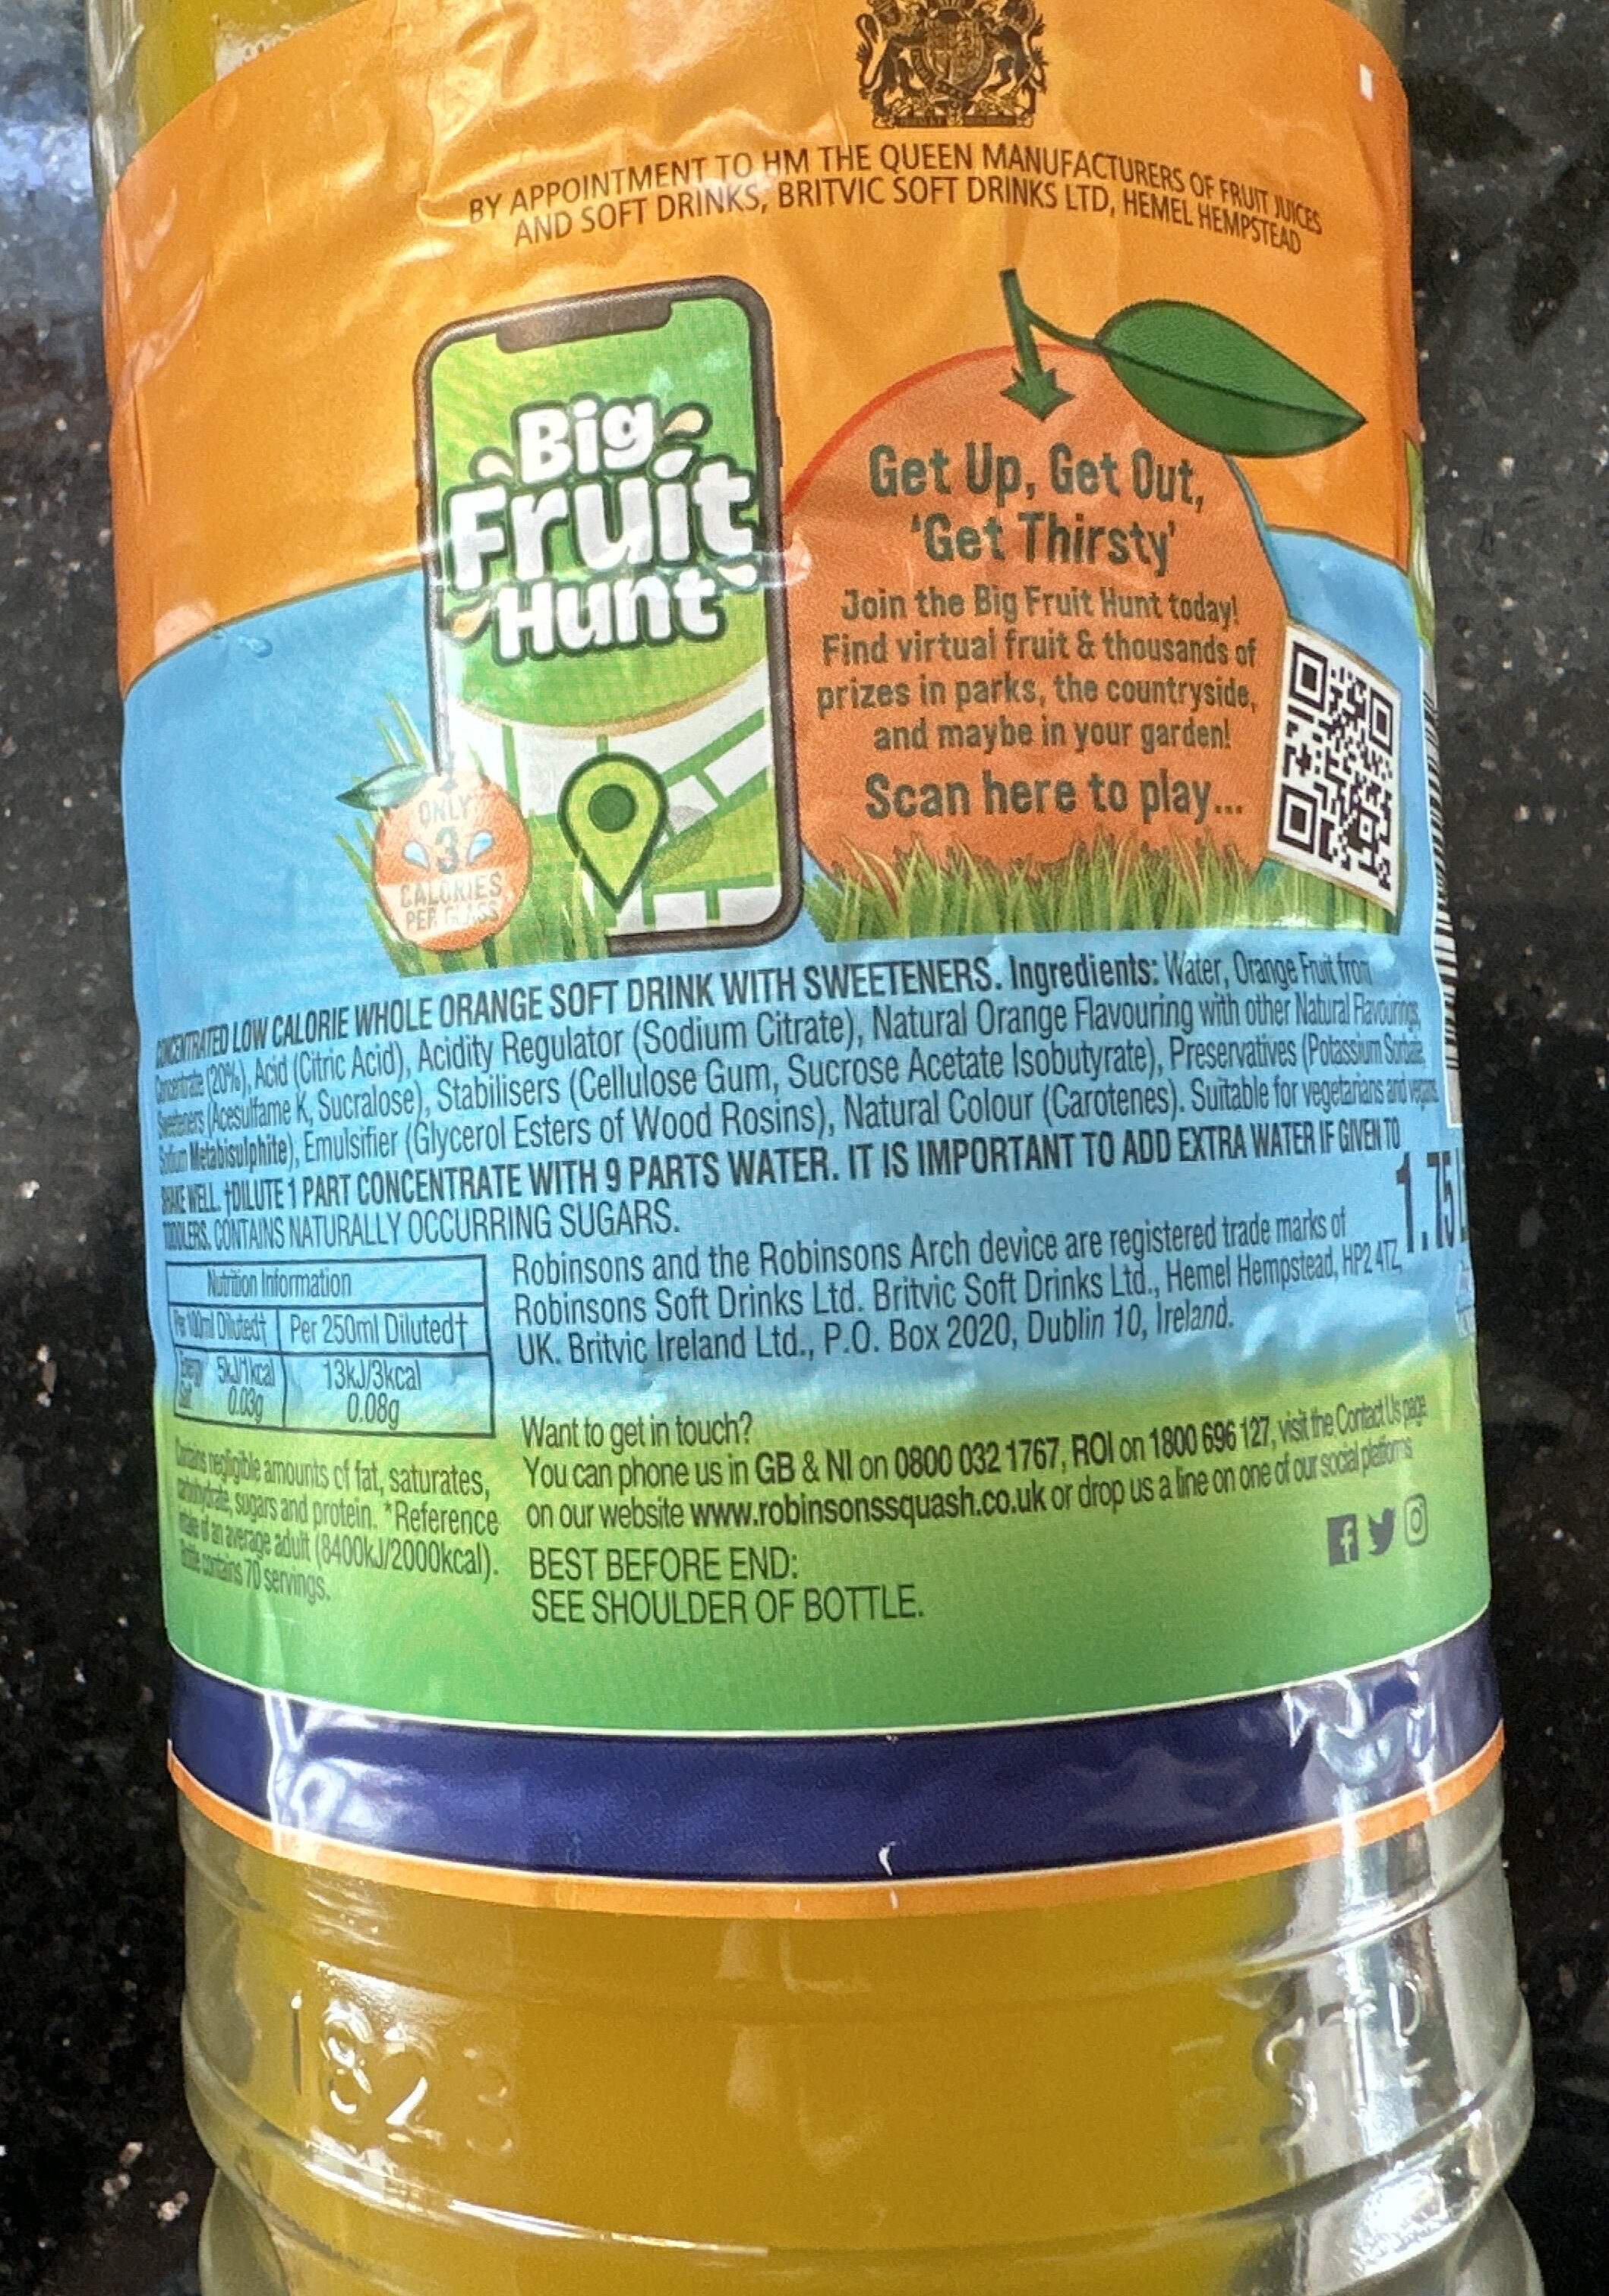 BY APPOINTMENT TO HM THE QUEEN MANUFACTURERS OF FRUIT JUICES
AND SOFT DRINKS, BRITVIC SOFT DRINKS LTD, HEMEL HEMPSTEAD
Big
Fruit
Hunt
Get Up, Get Out,
'Get Thirsty'
Join the Big Fruit Hunt today!
Find virtual fruit & thousands of
prizes in parks, the countryside,
and maybe in your garden!
Scan here to play...
ONLY
3
CALORIES
PER GLASS
CONCENTRATED LOW CALORIE WHOLE ORANGE SOFT DRINK WITH SWEETENERS. Ingredients: Water, Orange Fruit from
Concentrate (20%), Acid (Citric Acid), Acidity Regulator (Sodium Citrate), Natural Orange Flavouring with other Natural Flavourings,
Sweeteners (Acesulfame K, Sucralose), Stabilisers (Cellulose Gum, Sucrose Acetate Isobutyrate), Preservatives (Potassium Sorbate,
Sodium Metabisulphite), Emulsifier (Glycerol Esters of Wood Rosins), Natural Colour (Carotenes). Suitable for vegetarians and vegans.
SHAKE WELL. †DILUTE 1 PART CONCENTRATE WITH 9 PARTS WATER. IT IS IMPORTANT TO ADD EXTRA WATER IF GIVEN TO
TODDLERS. CONTAINS NATURALLY OCCURRING SUGARS.
1.75
Nutrition Information
Per 100ml Diluted† Per 250ml Diluted†
Energy 5kJ/1kcal 13kJ/3kcal
Salt 0.03g 0.08g
Contains negligible amounts of fat, saturates,
carbohydrate, sugars and protein. *Reference
intake of an average adult (8400kJ/2000kcal).
Bottle contains 70 servings.
Robinsons and the Robinsons Arch device are registered trade marks of
Robinsons Soft Drinks Ltd. Britvic Soft Drinks Ltd., Hemel Hempstead, HP2 4TZ,
UK. Britvic Ireland Ltd., P.O. Box 2020, Dublin 10, Ireland.
Want to get in touch?
You can phone us in GB & NI on 0800 032 1767, ROI on 1800 696 127, visit the Contact Us page
on our website www.robinsonssquash.co.uk or drop us a line on one of our social platforms
BEST BEFORE END:
SEE SHOULDER OF BOTTLE.
1823 ESTD